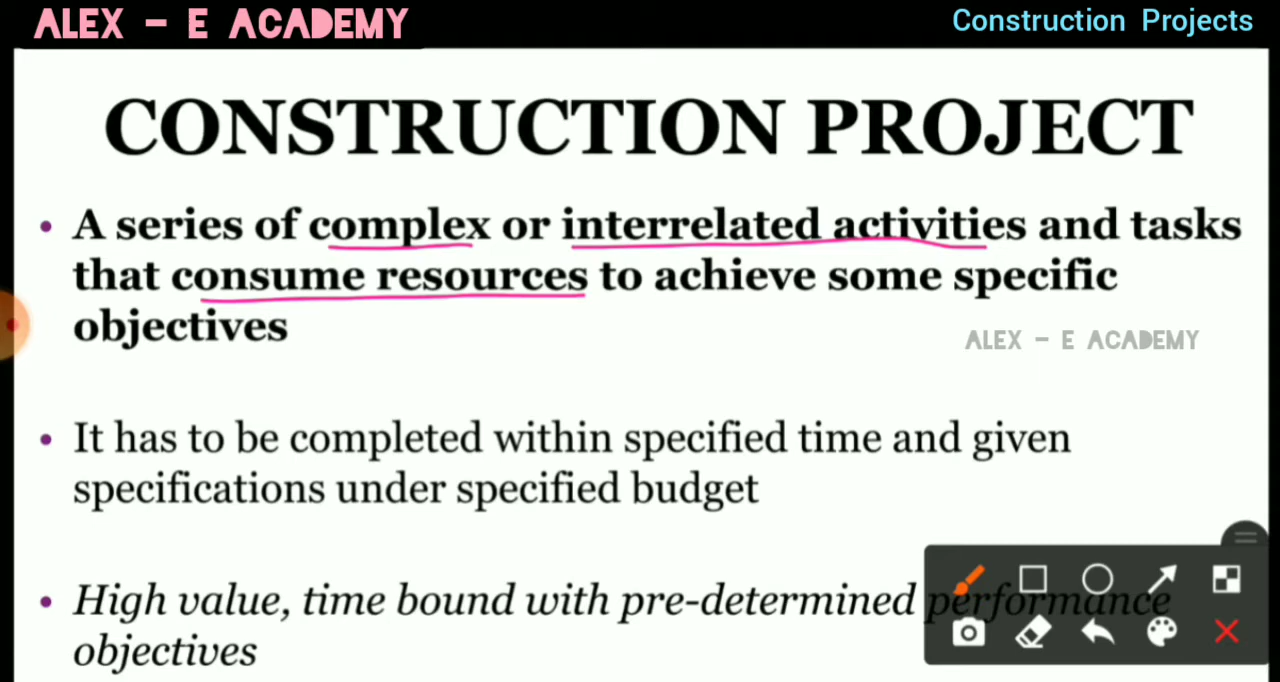 ALEX - E ACADEMY
Construction Projects
CONSTRUCTION PROJECT
• A series of complex or interrelated activities and tasks
that consume resources to achieve some specific
objectives
ALEX - E ACADEMY
• It has to be completed within specified time and given
specifications under specified budget
• High value, time bound with pre-determined performance
objectives